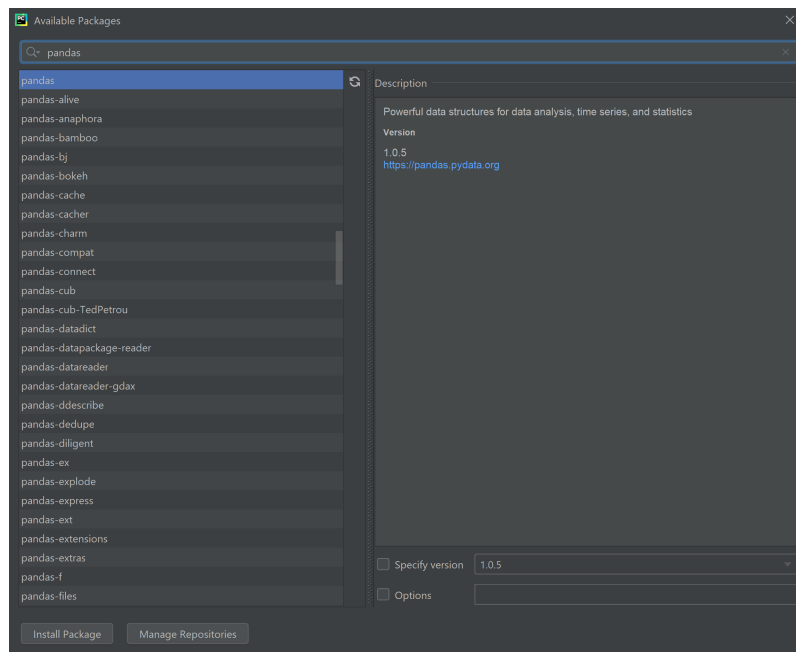 Available Packages
pandas
pandas
pandas-alive
pandas-anaphora
pandas-bamboo
pandas-bj
pandas-bokeh
pandas-cache
pandas-cacher
pandas-charm
pandas-compat
pandas-connect
pandas-cub
pandas-cub-TedPetrou
pandas-datadict
pandas-datapackage-reader
pandas-datareader
pandas-datareader-gdax
pandas-ddescribe
pandas-dedupe
pandas-diligent
pandas-ex
pandas-explode
pandas-express
pandas-ext
pandas-extensions
pandas-extras
pandas-f
pandas-files
Description
Powerful data structures for data analysis, time series, and statistics
Version
1.0.5
https://pandas.pydata.org
Specify version 1.0.5
Options
Install Package Manage Repositories